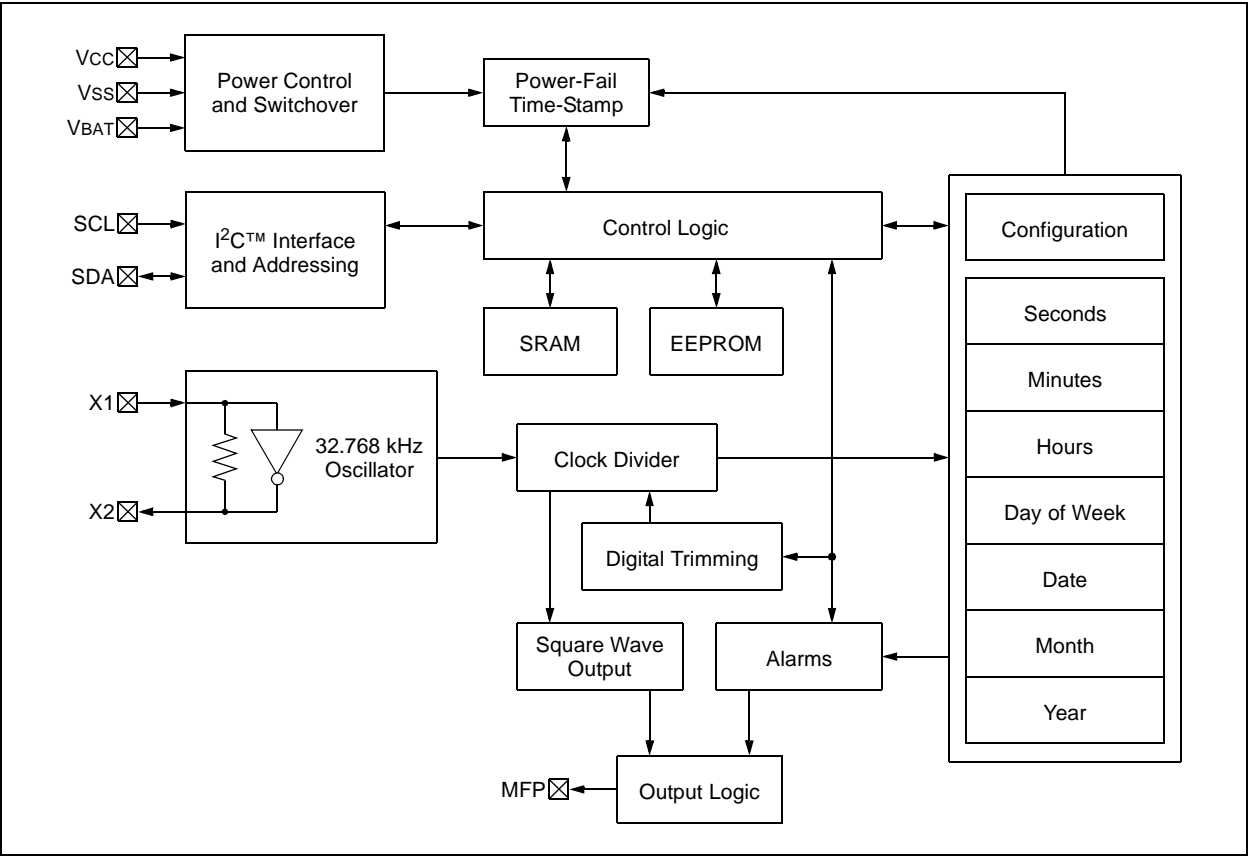 VCC
VSS
VBAT
Power Control
and Switchover
Power-Fail
Time-Stamp
SCL
SDA
I2C™ Interface
and Addressing
Control Logic
Configuration
SRAM
EEPROM
Seconds
Minutes
Hours
Day of Week
Date
Month
Year
X1
X2
32.768 kHz
Oscillator
Clock Divider
Digital Trimming
Square Wave
Output
Alarms
MFP
Output Logic